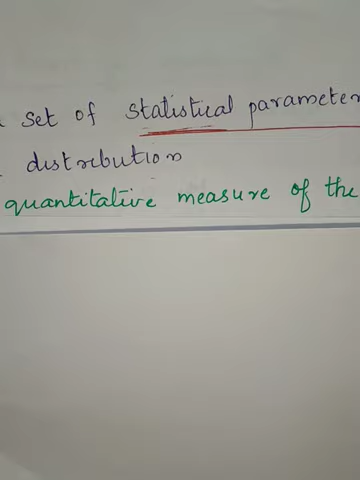 set of statistical parameter
distribution
quantitative measure of the